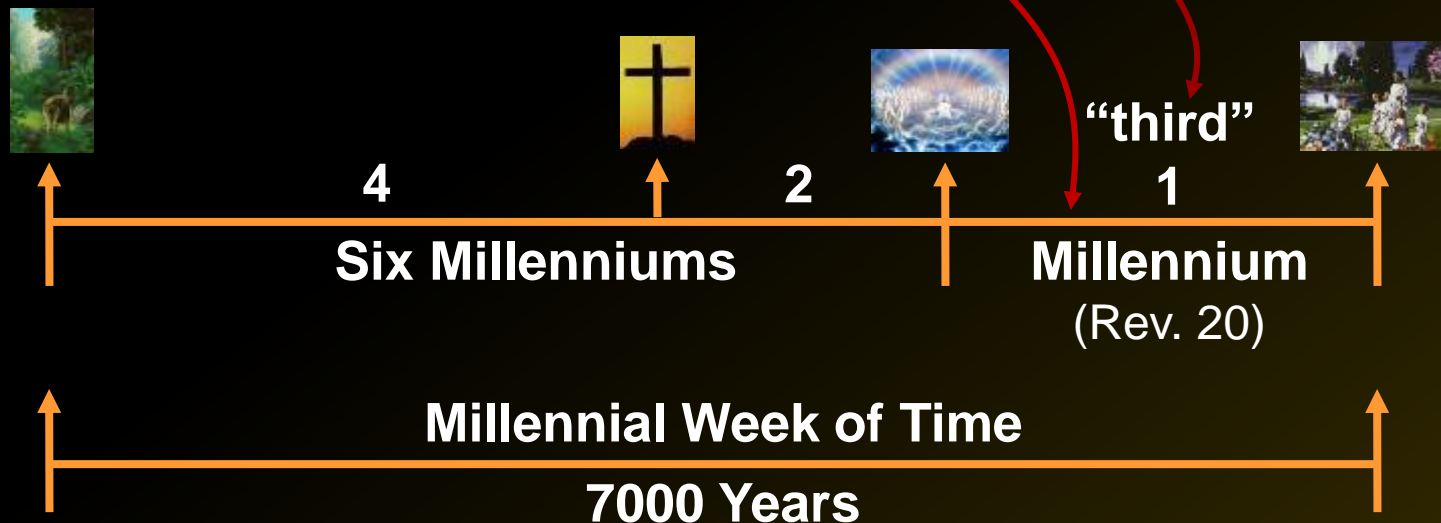 “third”
4 2 1
Six Millenniums Millennium
(Rev. 20)
Millennial Week of Time
7000 Years